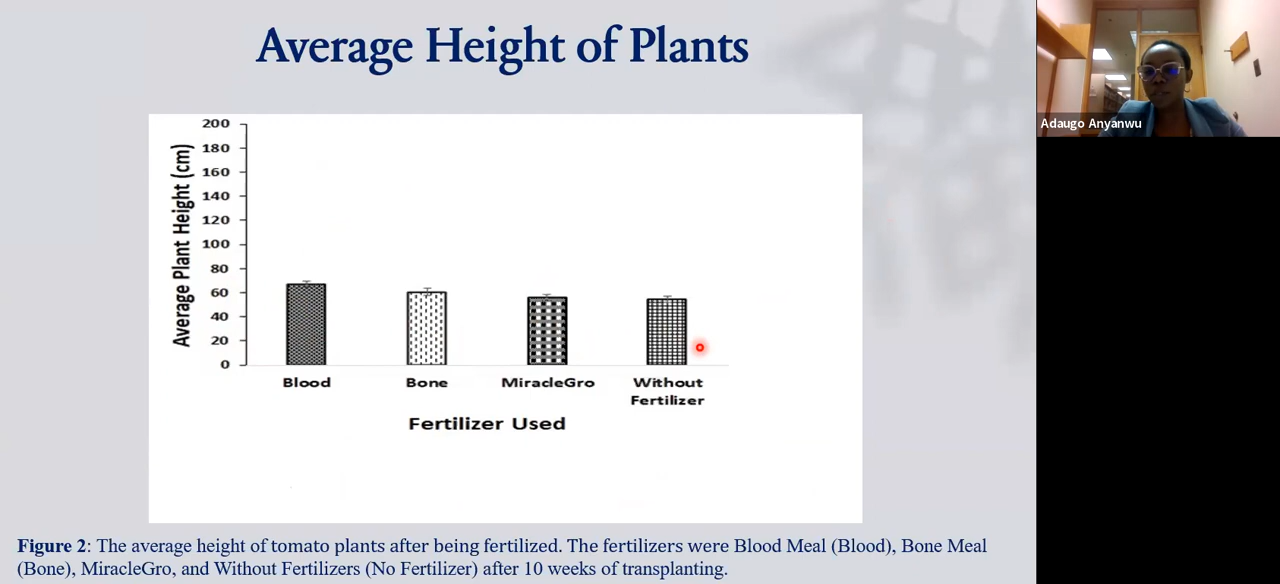 Average Height of Plants
Adaugo Anyanwu
Average Plant Height (cm)
200
180
160
140
120
100
80
60
40
20
0
Blood Bone MiracleGro Without
Fertilizer
Fertilizer Used
Figure 2: The average height of tomato plants after being fertilized. The fertilizers were Blood Meal (Blood), Bone Meal
(Bone), MiracleGro, and Without Fertilizers (No Fertilizer) after 10 weeks of transplanting.